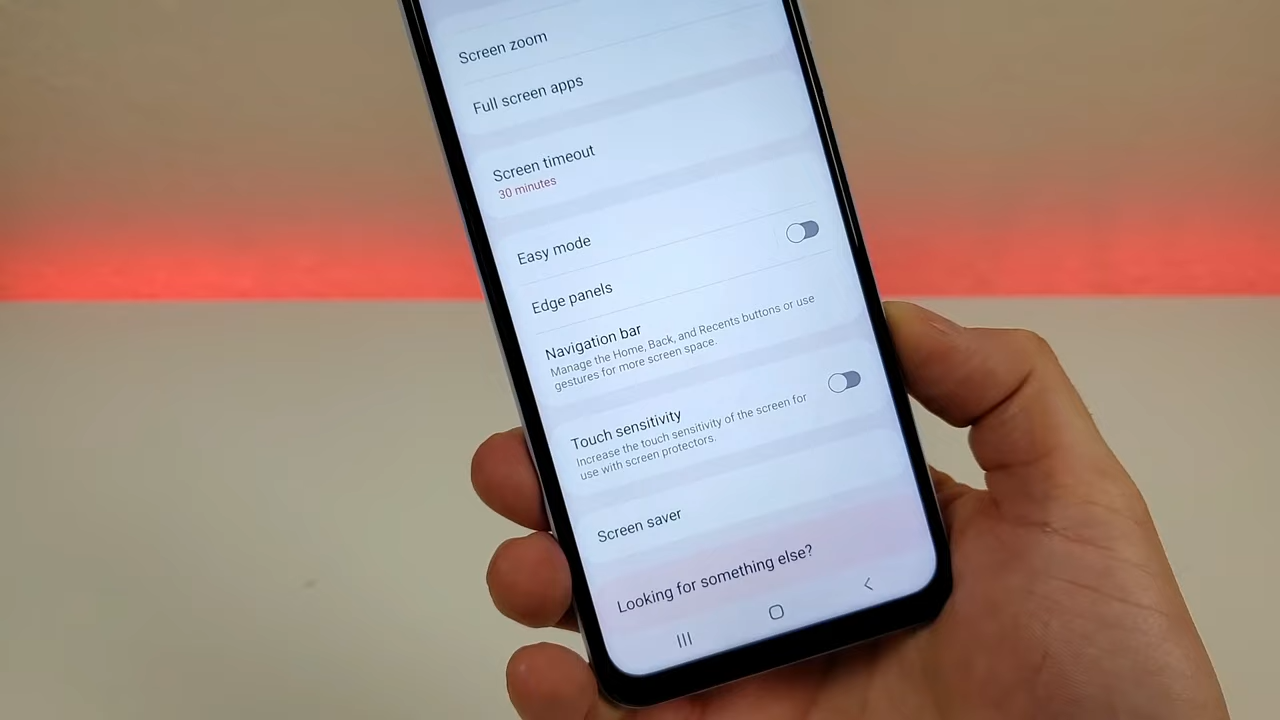 Screen zoom
Full screen apps
Screen timeout
30 minutes
Easy mode
Edge panels
Navigation bar
Manage the Home, Back, and Recents buttons or use
gestures for more screen space.
Touch sensitivity
Increase the touch sensitivity of the screen for
use with screen protectors.
Screen saver
Looking for something else?